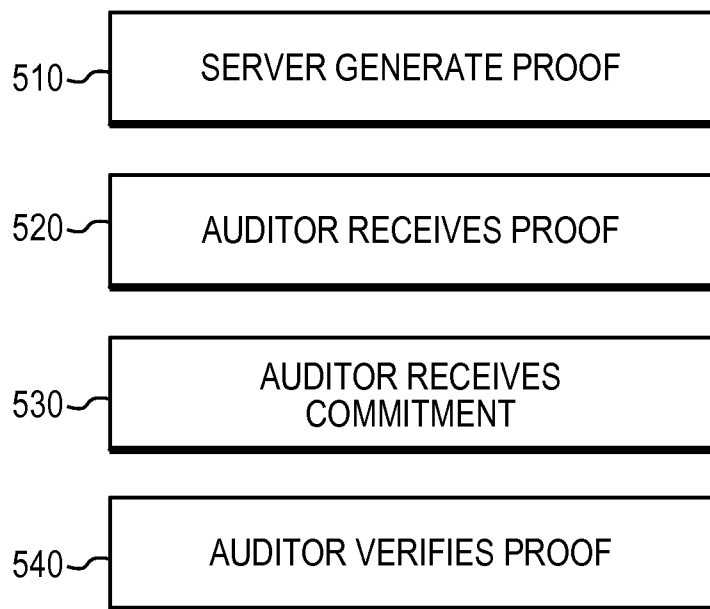 510
SERVER GENERATE PROOF
520
AUDITOR RECEIVES PROOF
530
AUDITOR RECEIVES
COMMITMENT
540
AUDITOR VERIFIES PROOF